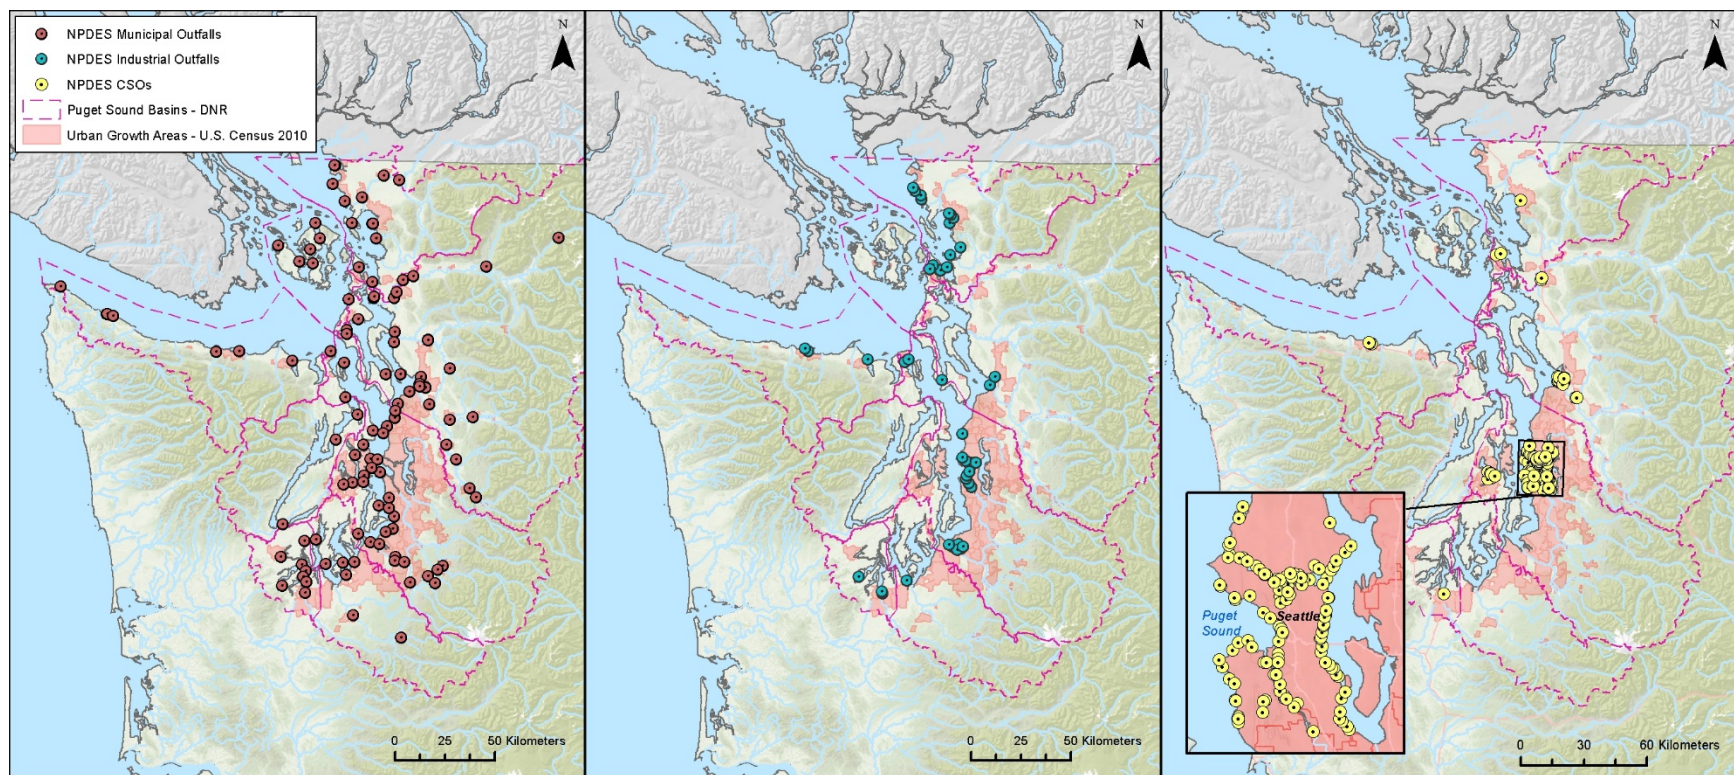 NPDES Municipal Outfalls
NPDES Industrial Outfalls
NPDES CSOs
Puget Sound Basins - DNR
Urban Growth Areas - U.S. Census 2010
N
N
N
Puget
Sound
Seattle
0 25 50 Kilometers
0 25 50 Kilometers
0 30 60 Kilometers